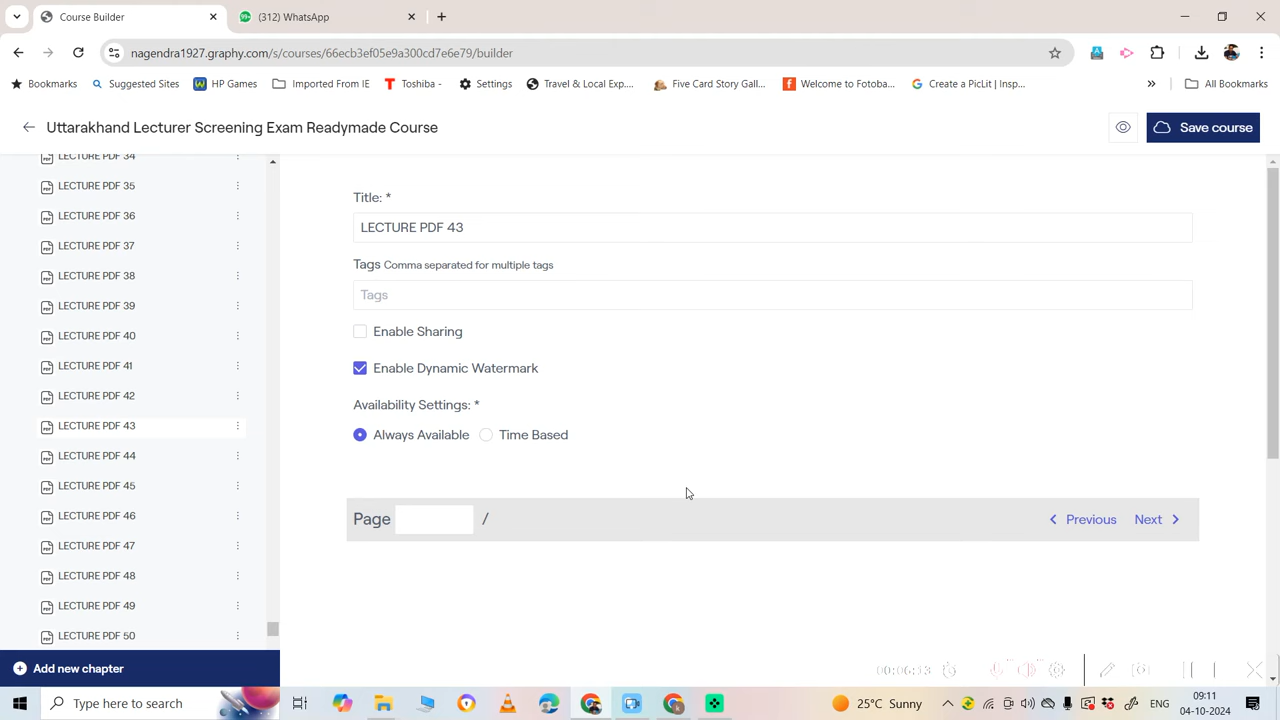 Course Builder
99+ (312) WhatsApp
nagendra1927.graphy.com/s/courses/66ecb3ef05e9a300cd7e6e79/builder
Bookmarks Suggested Sites HP Games Imported From IE Toshiba - Settings Travel & Local Exp... Five Card Story Gall... Welcome to Fotoba... Create a PicLit | Insp... » All Bookmarks
Uttarakhand Lecturer Screening Exam Readymade Course
Save course
LECTURE PDF 34
LECTURE PDF 35
LECTURE PDF 36
LECTURE PDF 37
LECTURE PDF 38
LECTURE PDF 39
LECTURE PDF 40
LECTURE PDF 41
LECTURE PDF 42
LECTURE PDF 43
LECTURE PDF 44
LECTURE PDF 45
LECTURE PDF 46
LECTURE PDF 47
LECTURE PDF 48
LECTURE PDF 49
LECTURE PDF 50
Add new chapter
Title: *
LECTURE PDF 43
Tags Comma separated for multiple tags
Tags
Enable Sharing
Enable Dynamic Watermark
Availability Settings: *
Always Available Time Based
Page / Previous Next
00:06:13
Type here to search
25°C Sunny
ENG
09:11
04-10-2024